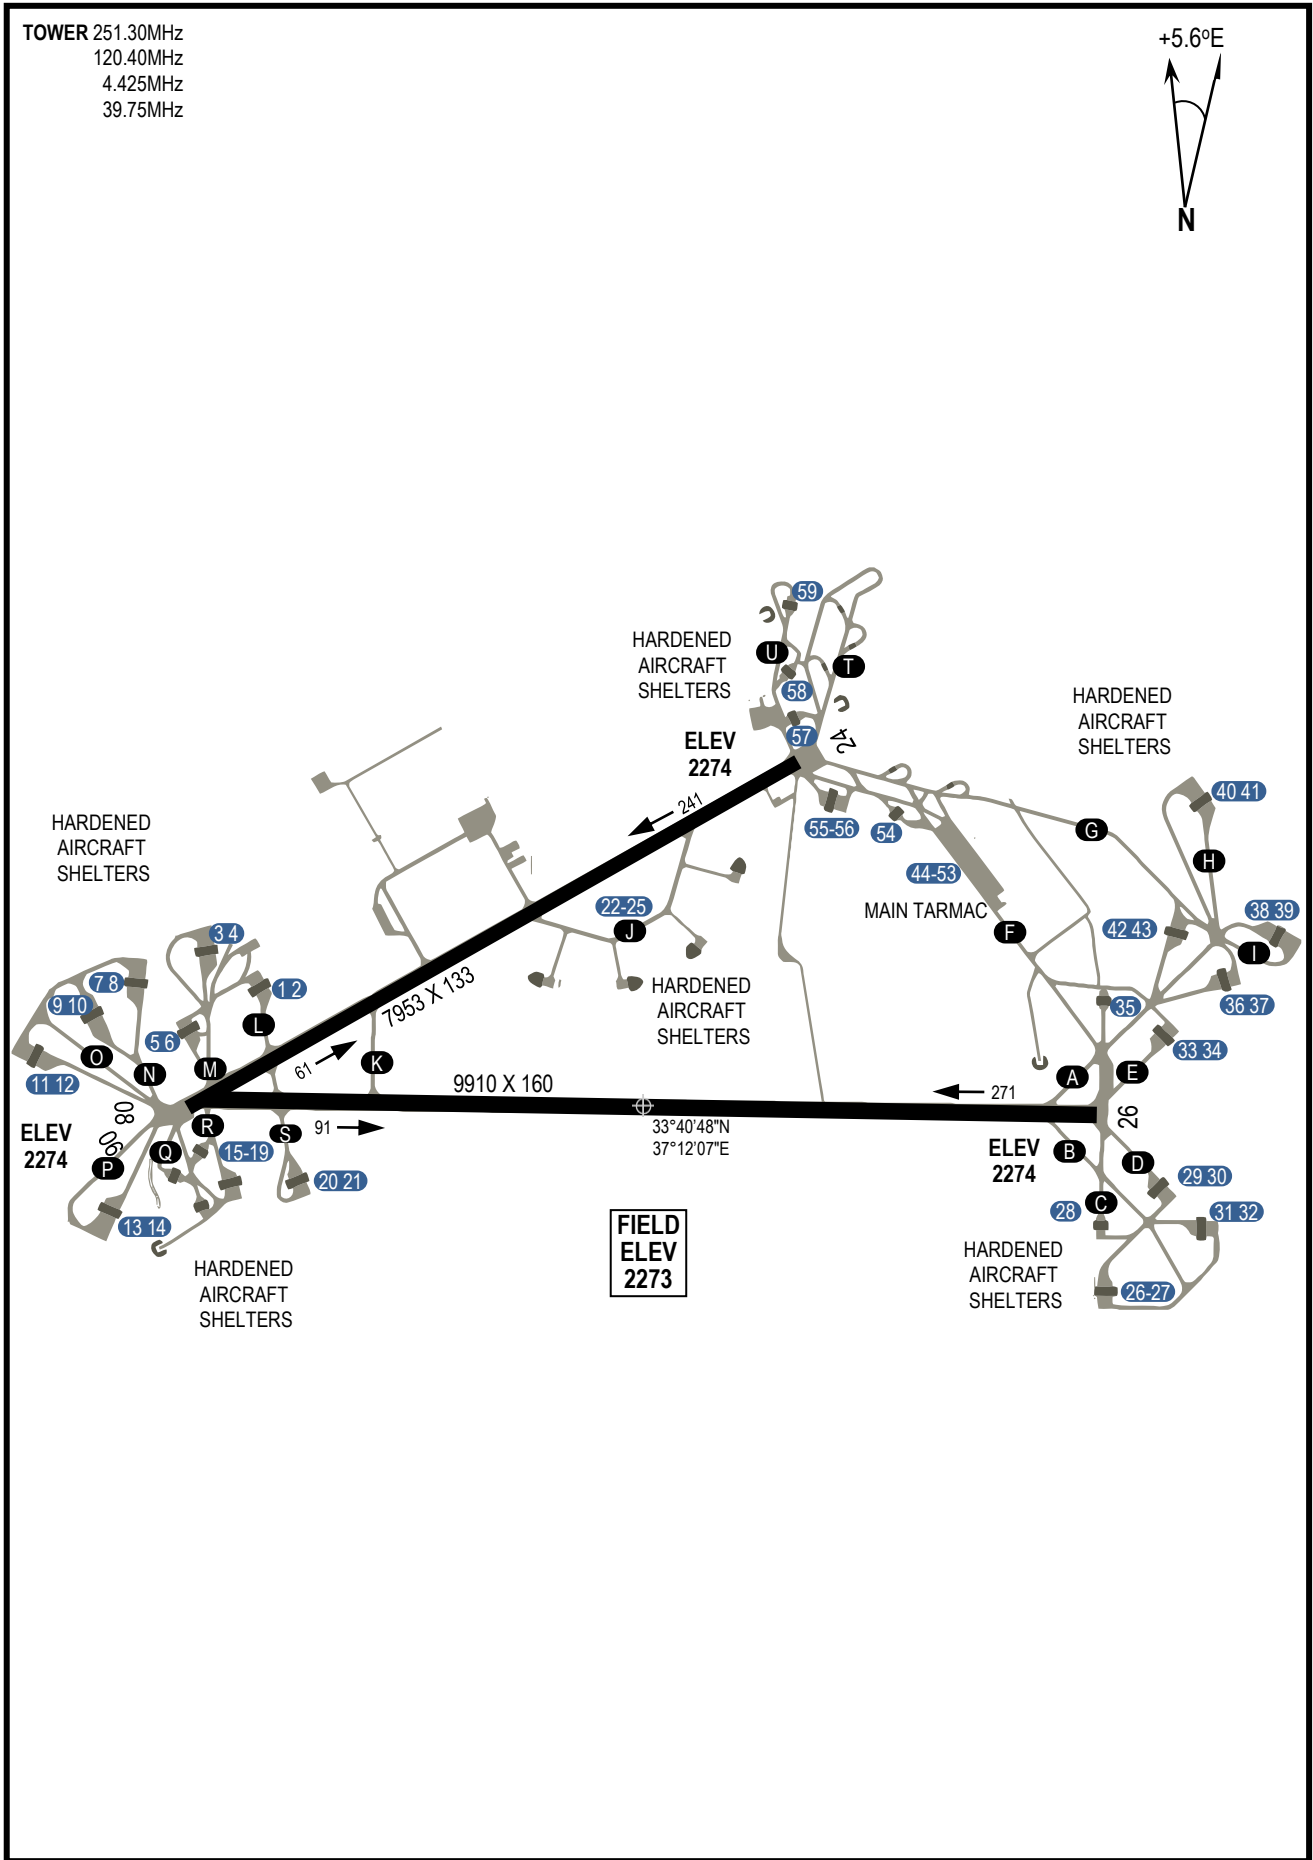 TOWER 251.30MHz
120.40MHz
4.425MHz
39.75MHz
+5.6ºE
N
59
HARDENED
AIRCRAFT
SHELTERS
U
T
58
57
24
ELEV
2274
HARDENED
AIRCRAFT
SHELTERS
241
55-56
54
G
40 41
H
44-53
MAIN TARMAC
F
22-25
J
38 39
I
42 43
36 37
HARDENED
AIRCRAFT
SHELTERS
3 4
7 8
9 10
1 2
5 6
L
O
N
M
11 12
7953 X 133
61
K
HARDENED
AIRCRAFT
SHELTERS
35
33 34
A
E
9910 X 160
271
26
33°40'48"N
37°12'07"E
08
06
ELEV
2274
P
Q
R
S
91
15-19
20 21
13 14
B
D
ELEV
2274
C
28
29 30
31 32
26-27
FIELD
ELEV
2273
HARDENED
AIRCRAFT
SHELTERS
HARDENED
AIRCRAFT
SHELTERS